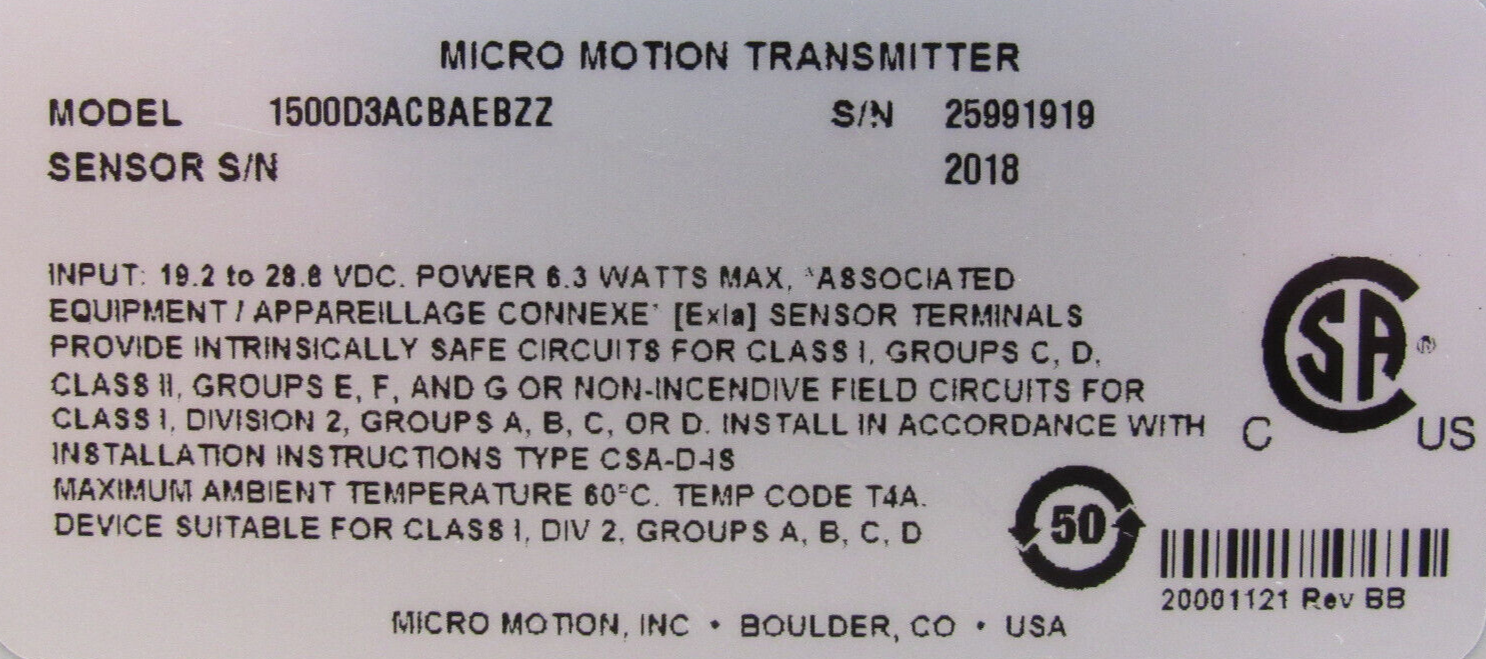 MICRO MOTION TRANSMITTER
MODEL 1500D3ACBAEBZZ S/N 25991919
SENSOR S/N 2018
INPUT: 19.2 to 28.8 VDC. POWER 6.3 WATTS MAX, "ASSOCIATED
EQUIPMENT / APPAREILLAGE CONNEXE" [ExIa] SENSOR TERMINALS
PROVIDE INTRINSICALLY SAFE CIRCUITS FOR CLASS I, GROUPS C, D,
CLASS II, GROUPS E, F, AND G OR NON-INCENDIVE FIELD CIRCUITS FOR
CLASS I, DIVISION 2, GROUPS A, B, C, OR D. INSTALL IN ACCORDANCE WITH
INSTALLATION INSTRUCTIONS TYPE CSA-D-IS
MAXIMUM AMBIENT TEMPERATURE 60°C. TEMP CODE T4A.
DEVICE SUITABLE FOR CLASS I, DIV 2, GROUPS A, B, C, D
C SA ® US
50
20001121 Rev BB
MICRO MOTION, INC • BOULDER, CO • USA